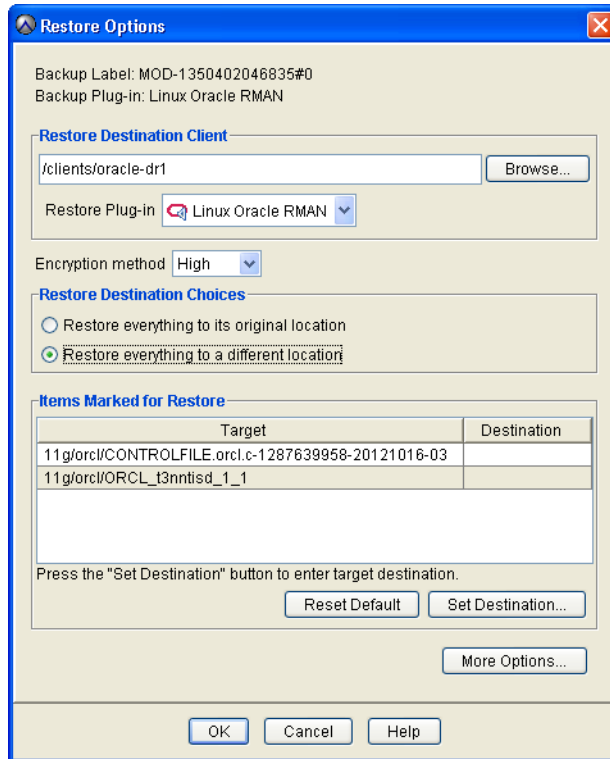 Restore Options
Backup Label: MOD-1350402046835#0
Backup Plug-in: Linux Oracle RMAN
Restore Destination Client
/clients/oracle-dr1
Browse...
Restore Plug-in Linux Oracle RMAN
Encryption method High
Restore Destination Choices
Restore everything to its original location
Restore everything to a different location
Items Marked for Restore
Target Destination
11g/orcl/CONTROLFILE.orcl.c-1287639958-20121016-03
11g/orcl/ORCL_t3nntisd_1_1
Press the "Set Destination" button to enter target destination.
Reset Default Set Destination...
More Options...
OK Cancel Help